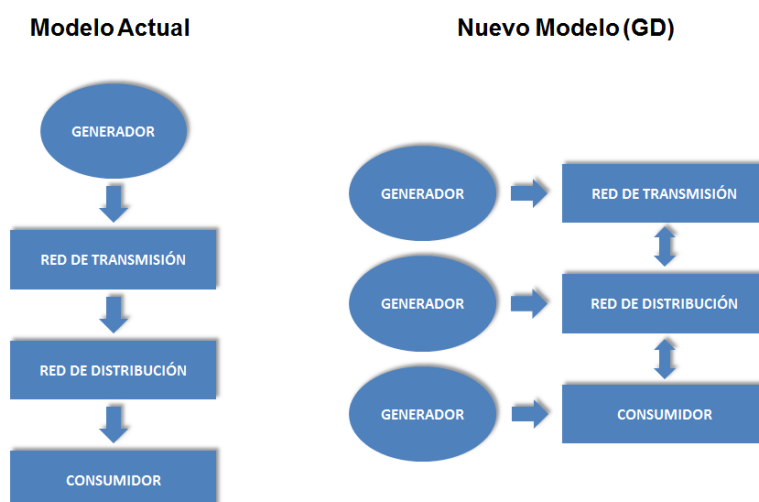 Modelo Actual
GENERADOR
RED DE TRANSMISIÓN
RED DE DISTRIBUCIÓN
CONSUMIDOR
Nuevo Modelo (GD)
GENERADOR
RED DE TRANSMISIÓN
GENERADOR
RED DE DISTRIBUCIÓN
GENERADOR
CONSUMIDOR